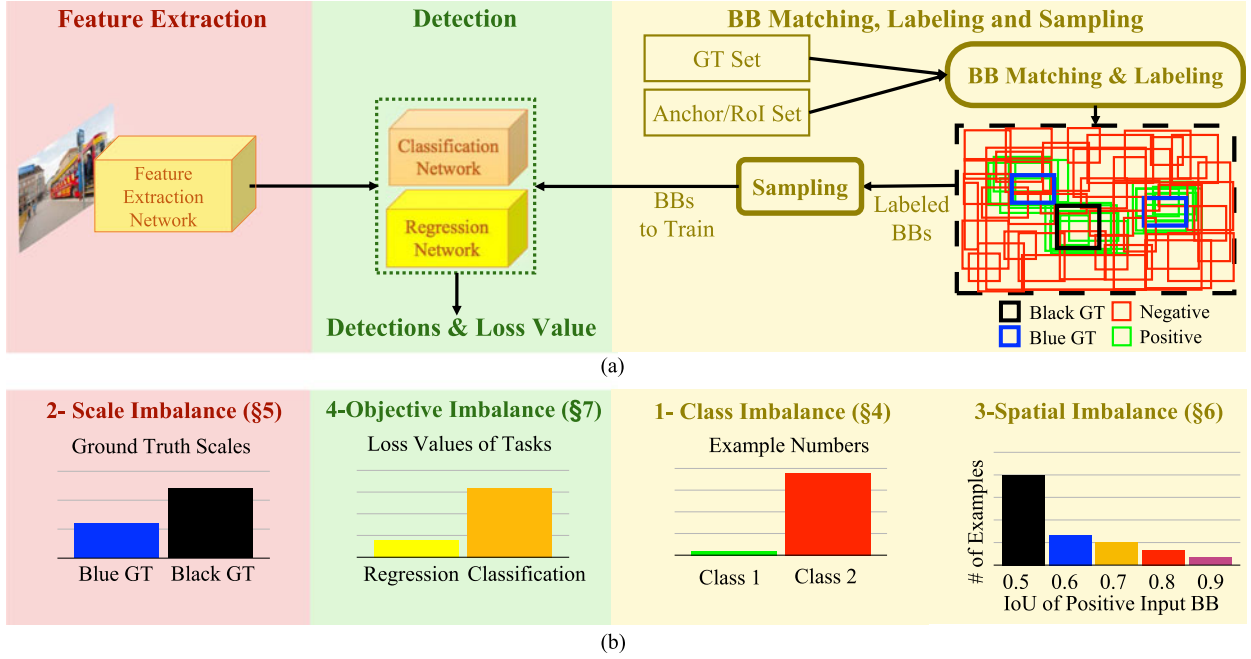 Feature Extraction
Detection
BB Matching, Labeling and Sampling
GT Set
Anchor/RoI Set
BB Matching & Labeling
Feature
Extraction
Network
Classification
Network
Regression
Network
Sampling
BBs
to Train
Labeled
BBs
Detections & Loss Value
Black GT
Negative
Blue GT
Positive
(a)
2- Scale Imbalance (§5)
Ground Truth Scales
Blue GT
Black GT
4-Objective Imbalance (§7)
Loss Values of Tasks
Regression
Classification
1- Class Imbalance (§4)
Example Numbers
Class 1
Class 2
3-Spatial Imbalance (§6)
# of Examples
0.5 0.6 0.7 0.8 0.9
IoU of Positive Input BB
(b)